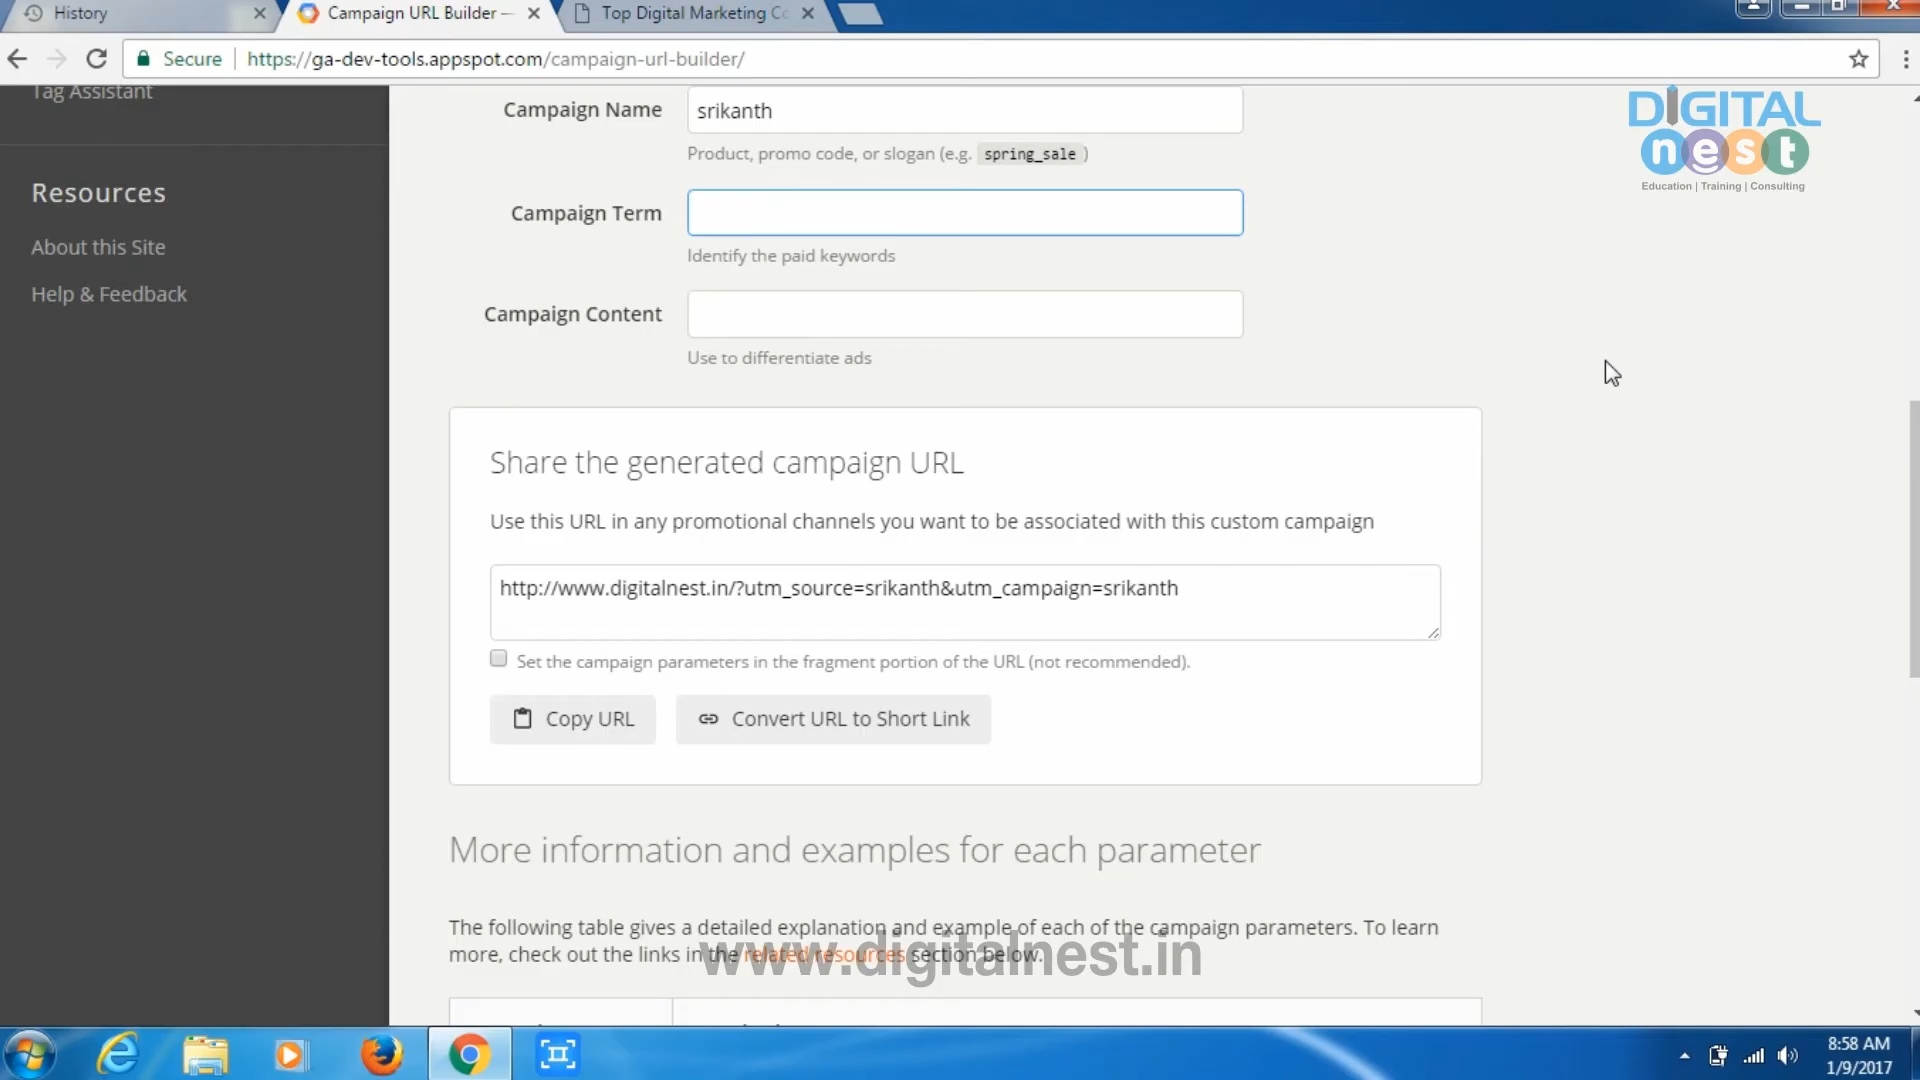 History
Campaign URL Builder —
Top Digital Marketing Co
Secure
https://ga-dev-tools.appspot.com/campaign-url-builder/
Tag Assistant
Resources
About this Site
Help & Feedback
DIGITAL
nest
Education | Training | Consulting
Campaign Name
srikanth
Product, promo code, or slogan (e.g. spring_sale )
Campaign Term
Identify the paid keywords
Campaign Content
Use to differentiate ads
Share the generated campaign URL
Use this URL in any promotional channels you want to be associated with this custom campaign
http://www.digitalnest.in/?utm_source=srikanth&utm_campaign=srikanth
Set the campaign parameters in the fragment portion of the URL (not recommended).
Copy URL
Convert URL to Short Link
More information and examples for each parameter
The following table gives a detailed explanation and example of each of the campaign parameters. To learn
more, check out the links in the related resources section below.
www.digitalnest.in
8:58 AM
1/9/2017